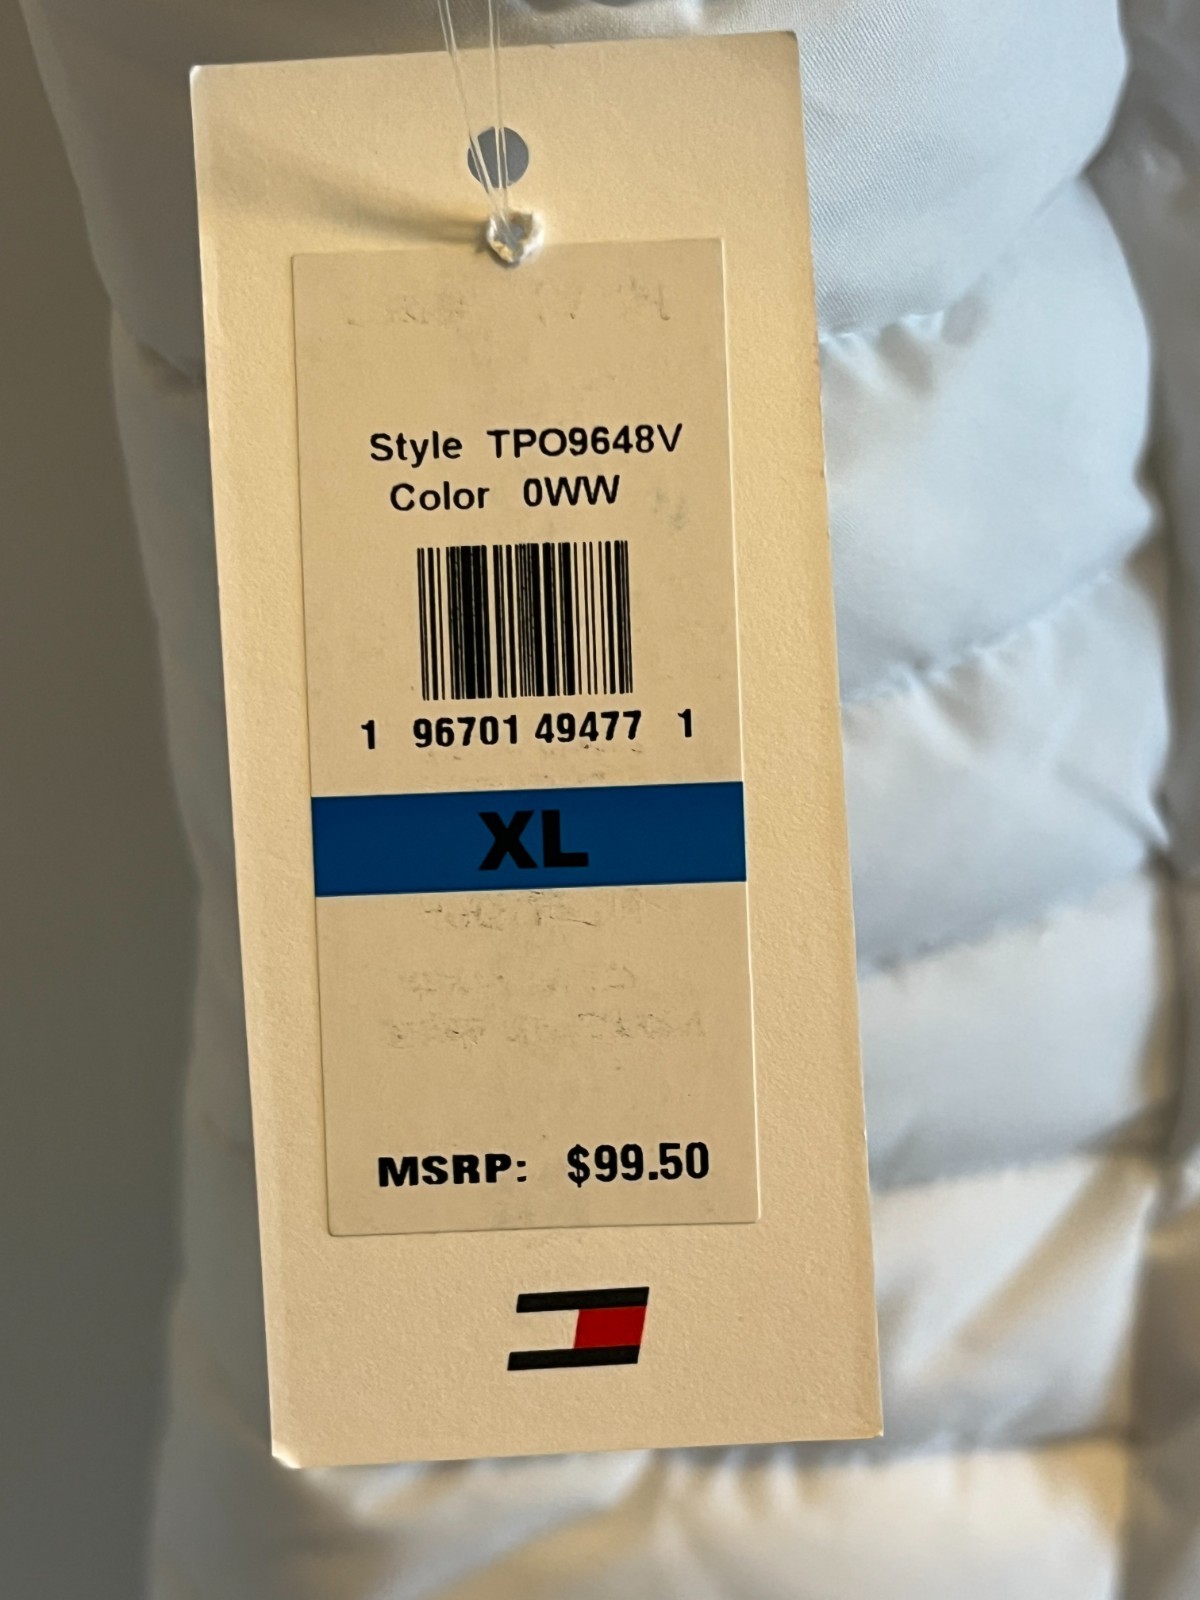 Style TPO9648V
Color 0WW
1 96701 49477 1
XL
MSRP: $99.50